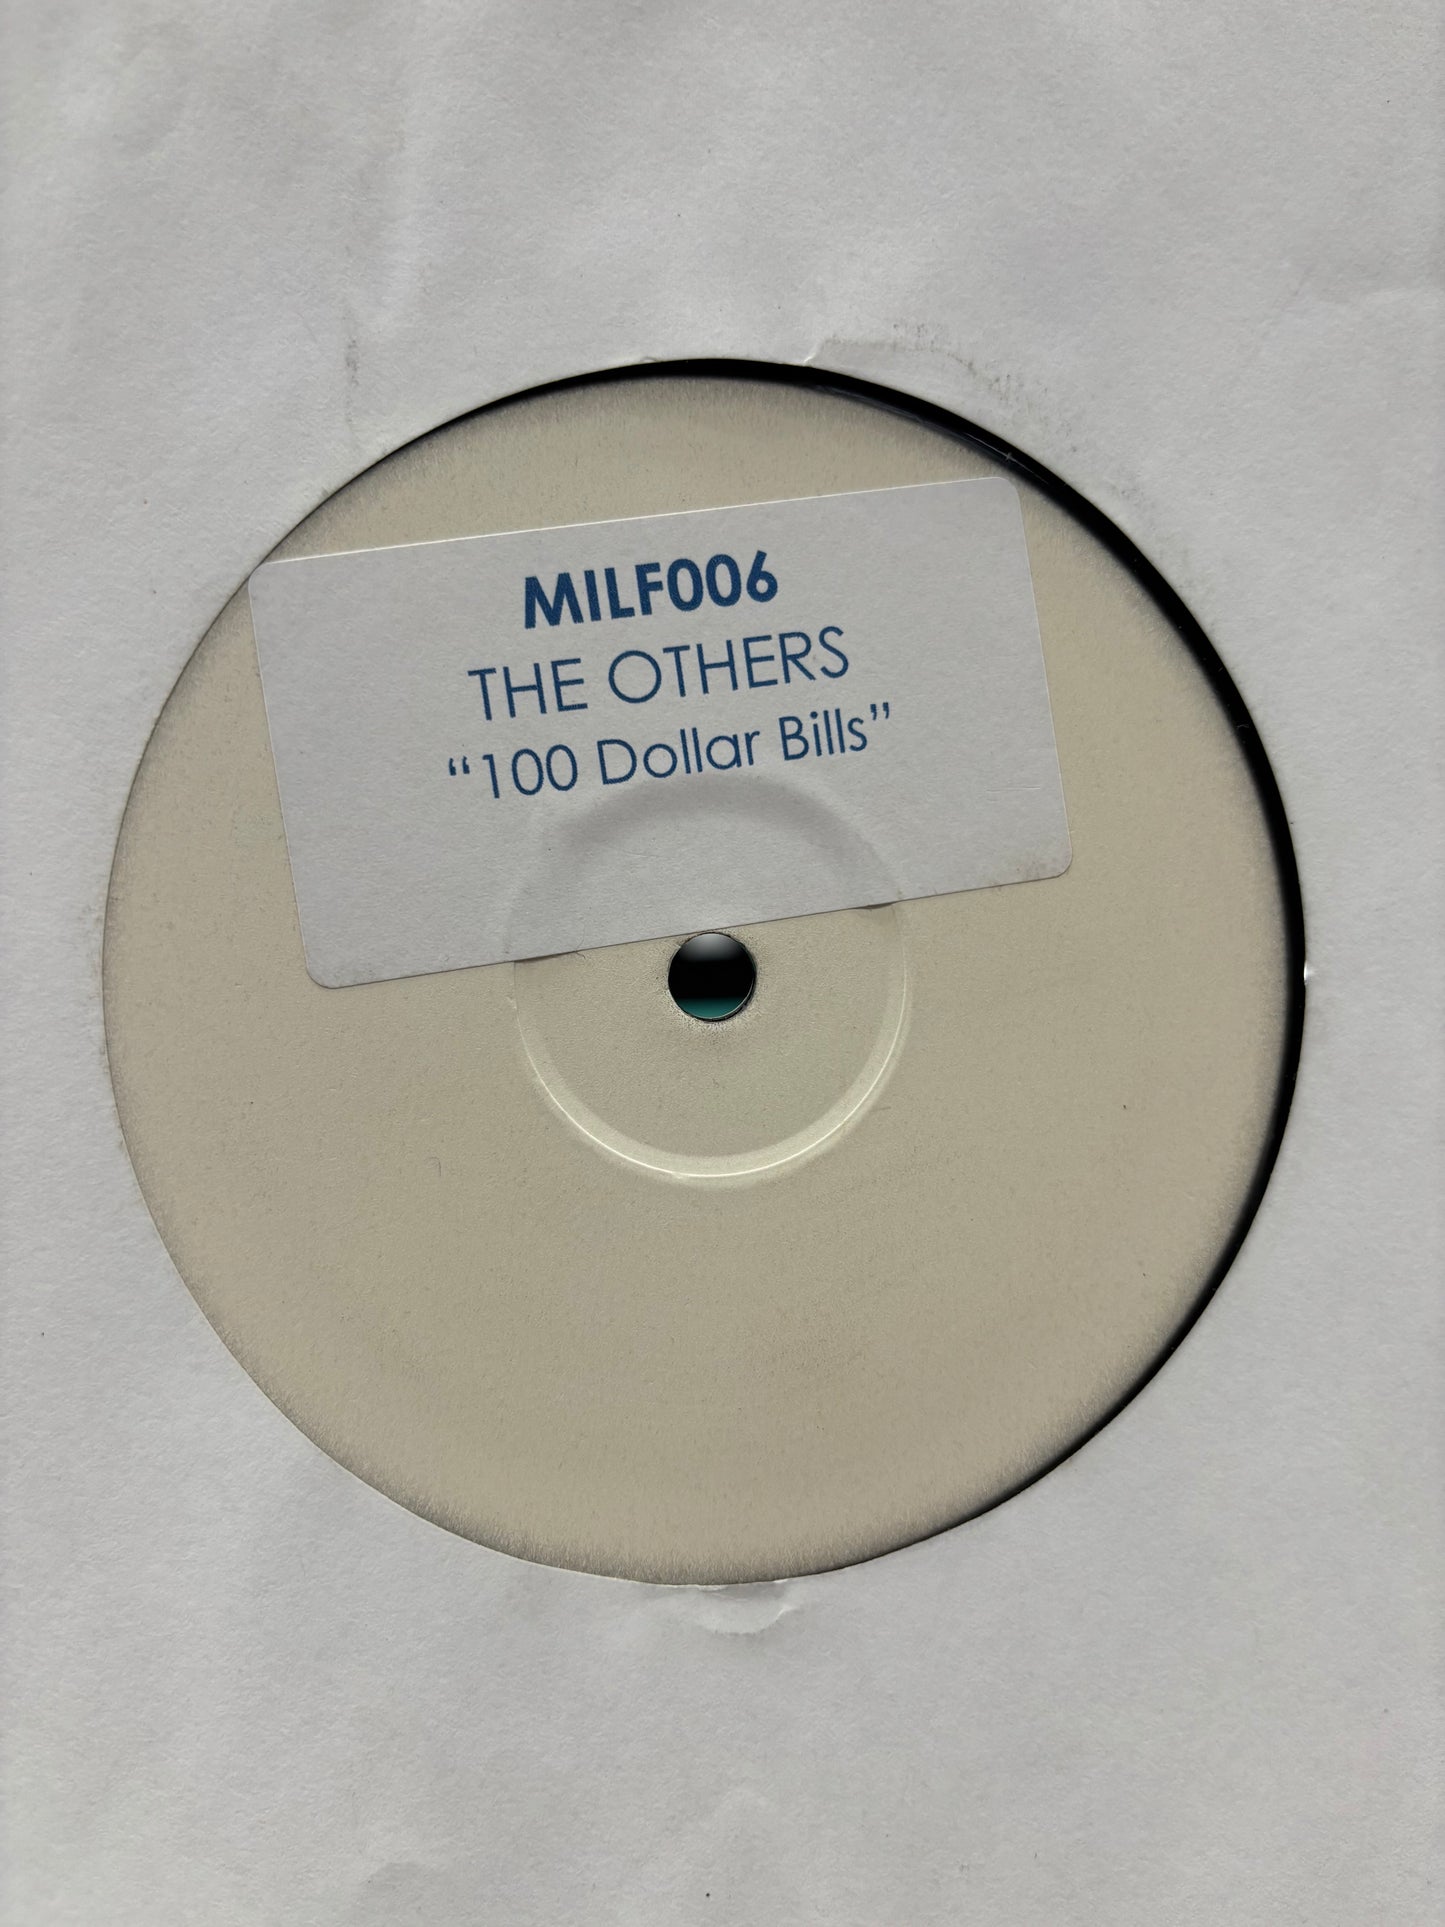 MILF006
THE OTHERS
“100 Dollar Bills”